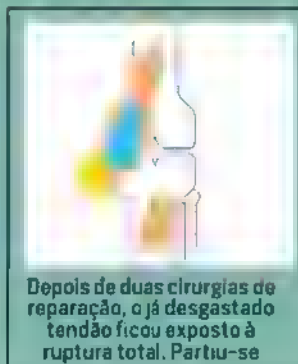 Depois de duas cirurgias de
reparação, o já desgastado
tendão ficou exposto à
ruptura total. Partiu-se